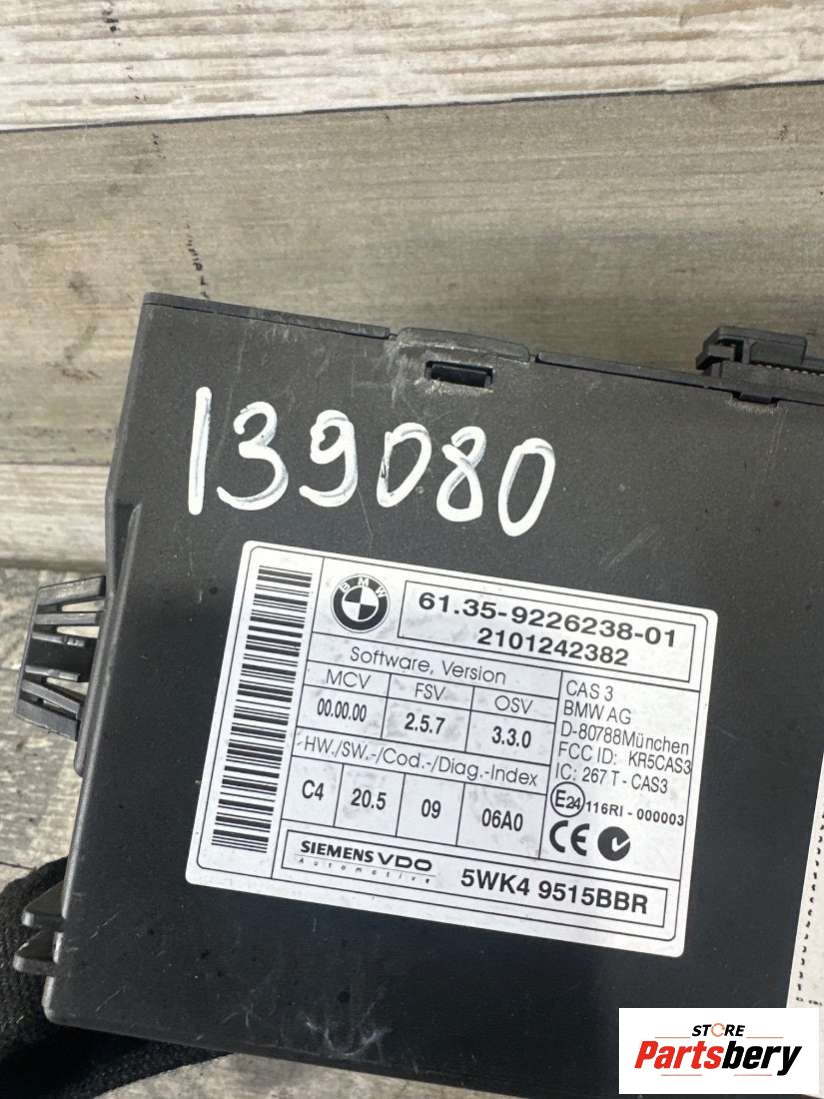 139080
BMW
61.35-9226238-01
2101242382
Software, Version
MCV FSV OSV
00.00.00 2.5.7 3.3.0
HW./SW.-/Cod.-/Diag.-Index
C4 20.5 09 06A0
CAS 3
BMW AG
D-80788München
FCC ID: KR5CAS3
IC: 267 T - CAS3
E24 116RI - 000003
CE
SIEMENS VDO
Automotive
5WK4 9515BBR
STORE
Partsbery